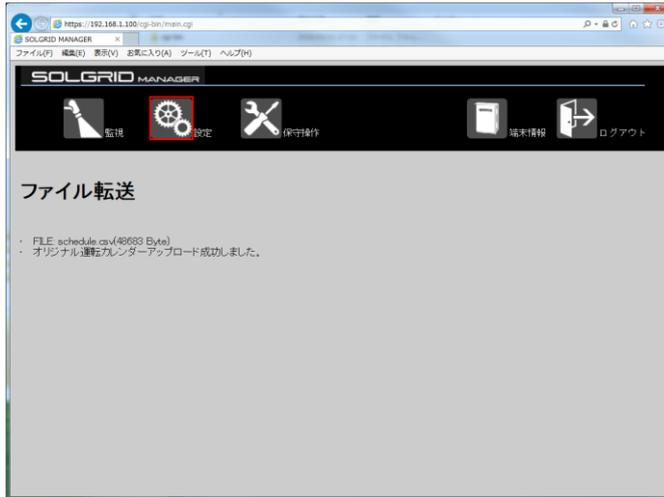 https://192.168.1.100/cgi-bin/main.cgi
SOLGRID MANAGER
ファイル(F) 編集(E) 表示(V) お気に入り(A) ツール(T) ヘルプ(H)
SOLGRID MANAGER
監視 設定 保守操作 端末情報 ログアウト
ファイル転送
・ FILE: schedule.csv(48683 Byte)
・ オリジナル運転カレンダーアップロード成功しました。